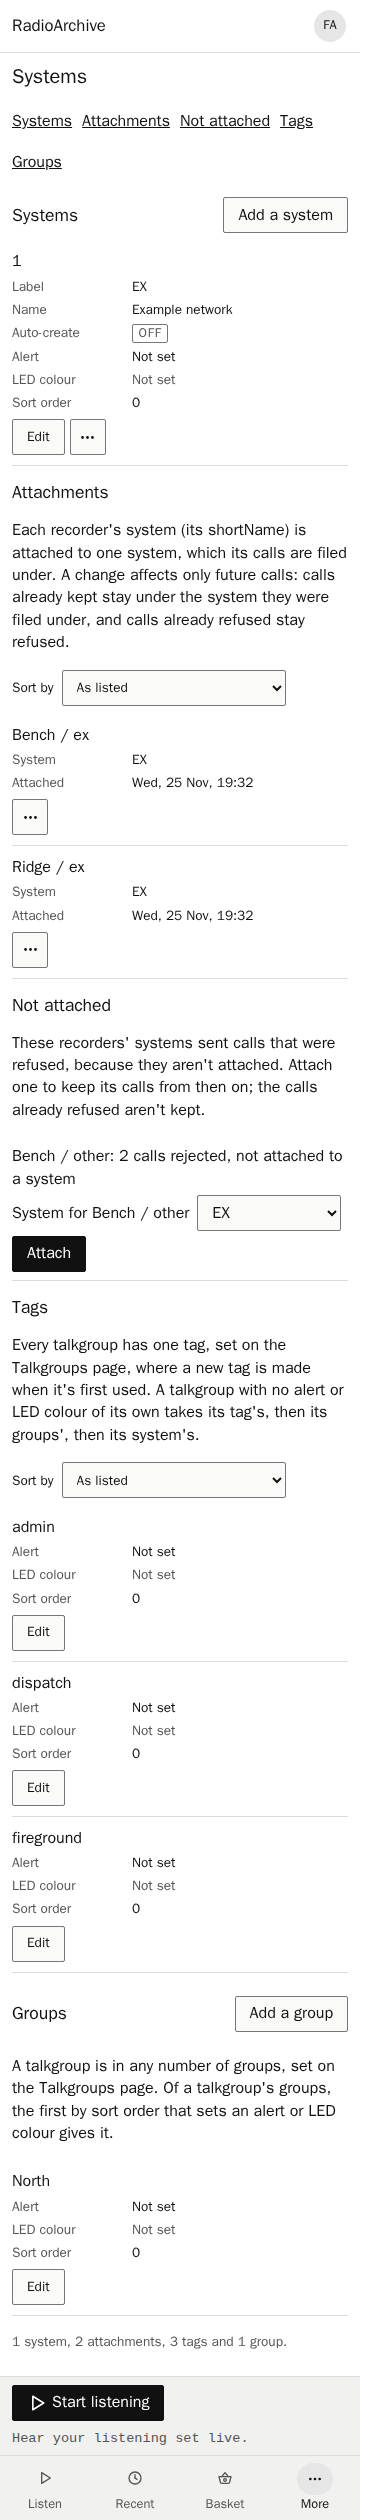 RadioArchive
FA
Systems
Systems Attachments Not attached Tags
Groups
Systems
Add a system
1
Label EX
Name Example network
Auto-create OFF
Alert Not set
LED colour Not set
Sort order 0
Edit ...
Attachments
Each recorder's system (its shortName) is
attached to one system, which its calls are filed
under. A change affects only future calls: calls
already kept stay under the system they were
filed under, and calls already refused stay
refused.
Sort by As listed
Bench / ex
System EX
Attached Wed, 25 Nov, 19:32
...
Ridge / ex
System EX
Attached Wed, 25 Nov, 19:32
...
Not attached
These recorders' systems sent calls that were
refused, because they aren't attached. Attach
one to keep its calls from then on; the calls
already refused aren't kept.
Bench / other: 2 calls rejected, not attached to
a system
System for Bench / other EX
Attach
Tags
Every talkgroup has one tag, set on the
Talkgroups page, where a new tag is made
when it's first used. A talkgroup with no alert or
LED colour of its own takes its tag's, then its
groups', then its system's.
Sort by As listed
admin
Alert Not set
LED colour Not set
Sort order 0
Edit
dispatch
Alert Not set
LED colour Not set
Sort order 0
Edit
fireground
Alert Not set
LED colour Not set
Sort order 0
Edit
Groups
Add a group
A talkgroup is in any number of groups, set on
the Talkgroups page. Of a talkgroup's groups,
the first by sort order that sets an alert or LED
colour gives it.
North
Alert Not set
LED colour Not set
Sort order 0
Edit
1 system, 2 attachments, 3 tags and 1 group.
Start listening
Hear your listening set live.
Listen Recent Basket More